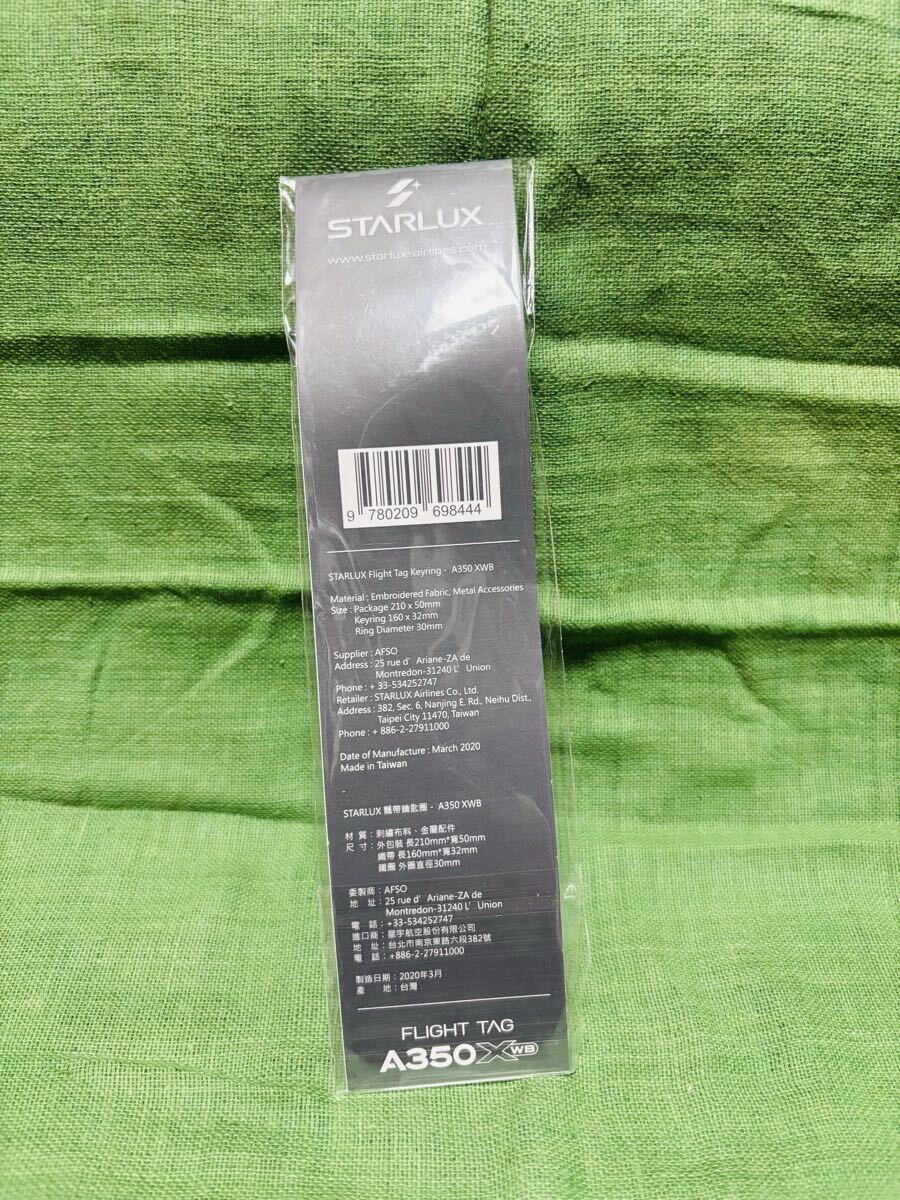 STARLUX
www.starlux-airlines.com
9 780209 698444
STARLUX Flight Tag Keyring - A350 XWB
Material : Embroidered Fabric, Metal Accessories
Size : Package 210 x 50mm
Keyring 160 x 32mm
Ring Diameter 30mm
Supplier : AFSO
Address : 25 rue d' Ariane-ZA de
Montredon-31240 L' Union
Phone : + 33-534252747
Retailer : STARLUX Airlines Co., Ltd.
Address : 382, Sec. 6, Nanjing E. Rd., Neihu Dist.,
Taipei City 11470, Taiwan
Phone : + 886-2-27911000
Date of Manufacture : March 2020
Made in Taiwan
STARLUX 飄帶鑰匙圈 - A350 XWB
材 質 : 刺繡布料、金屬配件
尺 寸 : 外包裝 長210mm*寬50mm
織帶 長160mm*寬32mm
鐵圈 外圈直徑30mm
委製商 : AFSO
地 址 : 25 rue d' Ariane-ZA de
Montredon-31240 L' Union
電 話 : +33-534252747
進口商 : 星宇航空股份有限公司
地 址 : 台北市南京東路六段382號
電 話 : +886-2-27911000
製造日期 : 2020年3月
產 地 : 台灣
FLIGHT TAG
A350 XWB